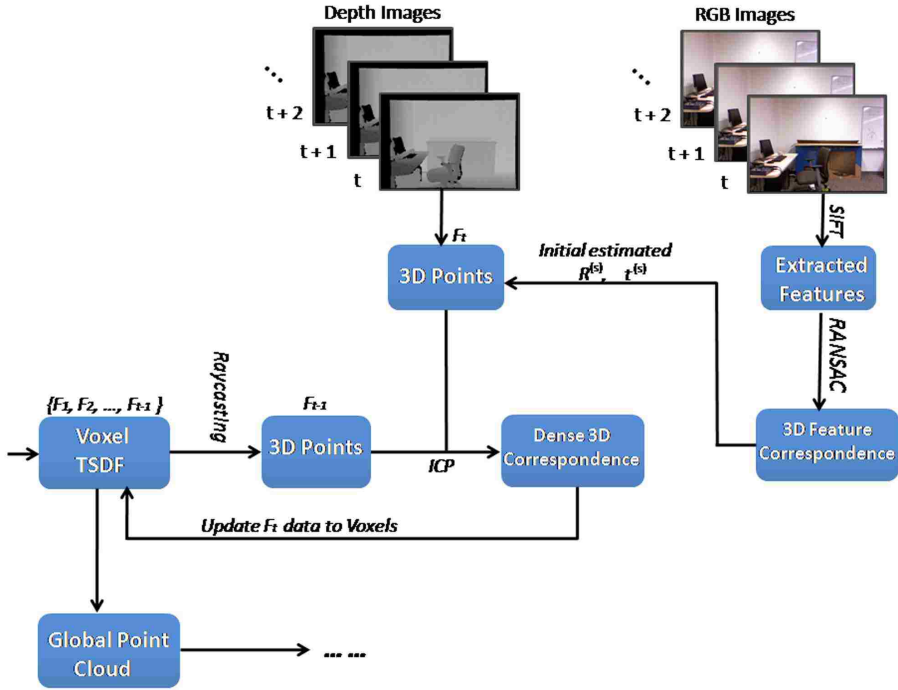 Depth Images
RGB Images
...
t + 2
t + 1
t
...
t + 2
t + 1
t
SIFT
Ft
3D Points
Initial estimated
R(s), t(s)
Extracted
Features
RANSAC
Raycasting
{F1, F2, ..., Ft-1 }
Voxel
TSDF
Ft-1
3D Points
ICP
Dense 3D
Correspondence
3D Feature
Correspondence
Update Ft data to Voxels
Global Point
Cloud
... ...